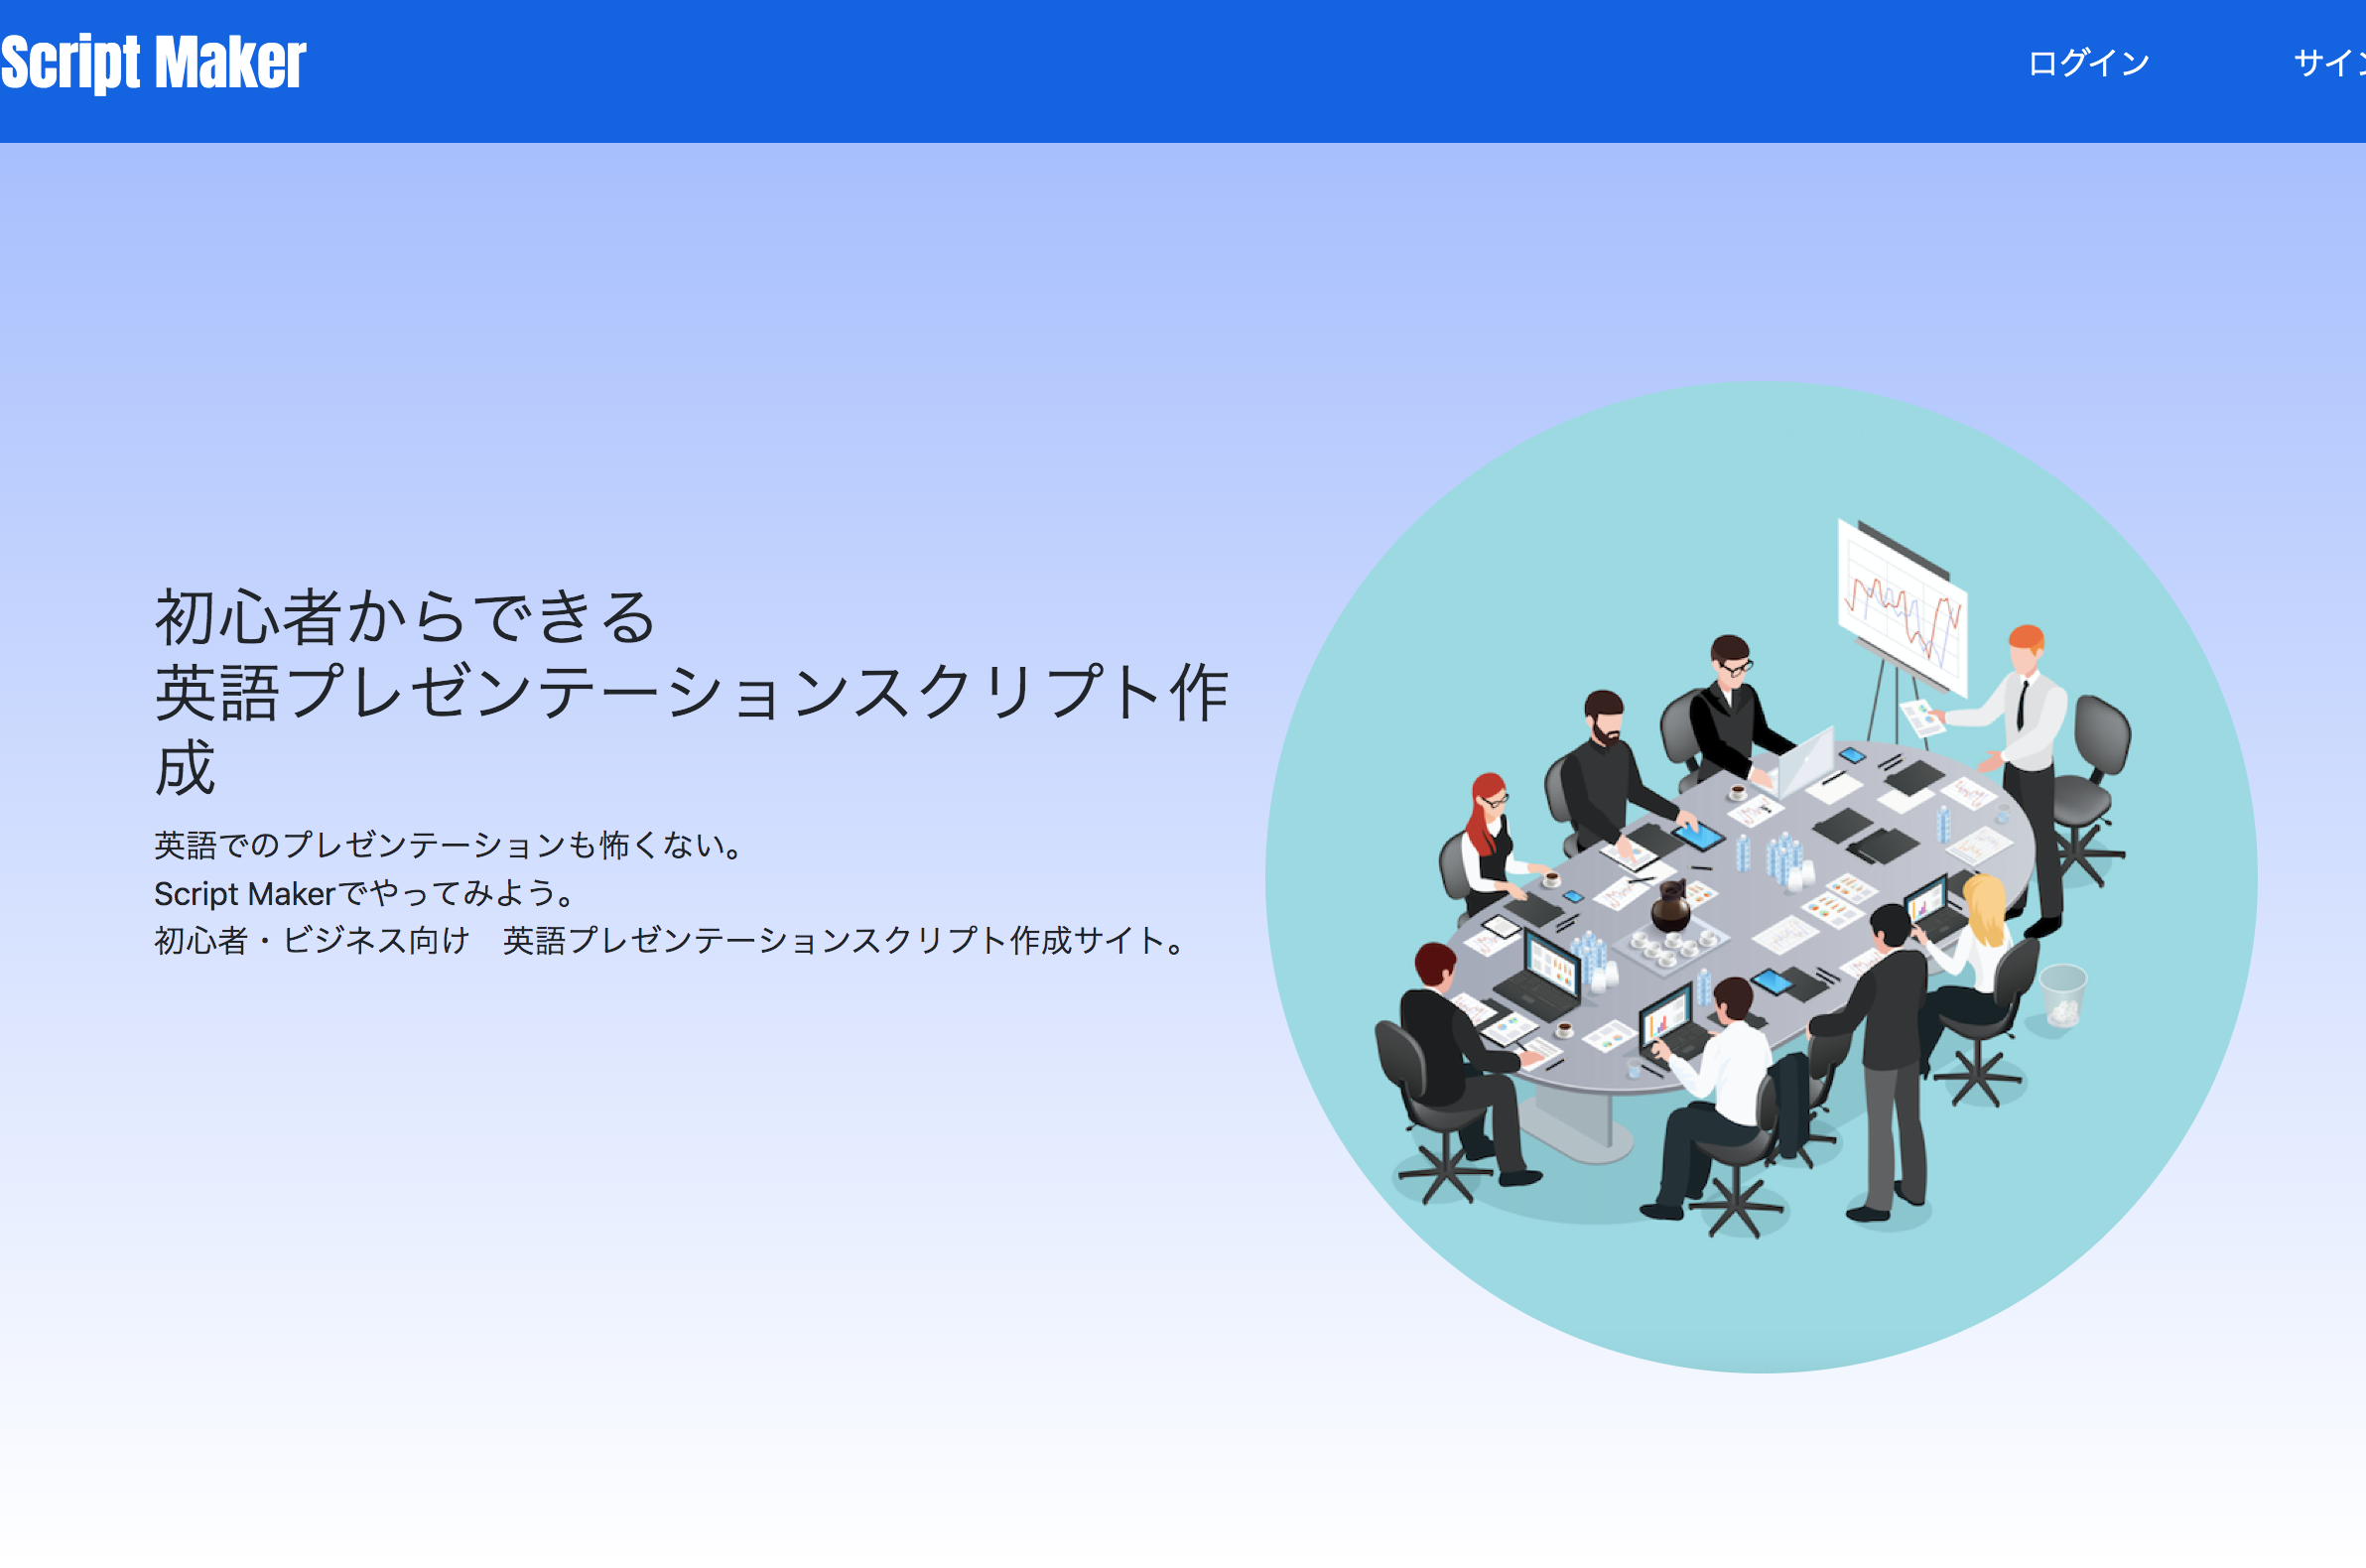 Script Maker
ログイン
サイン
初心者からできる
英語プレゼンテーションスクリプト作
成
英語でのプレゼンテーションも怖くない。
Script Makerでやってみよう。
初心者・ビジネス向け　英語プレゼンテーションスクリプト作成サイト。